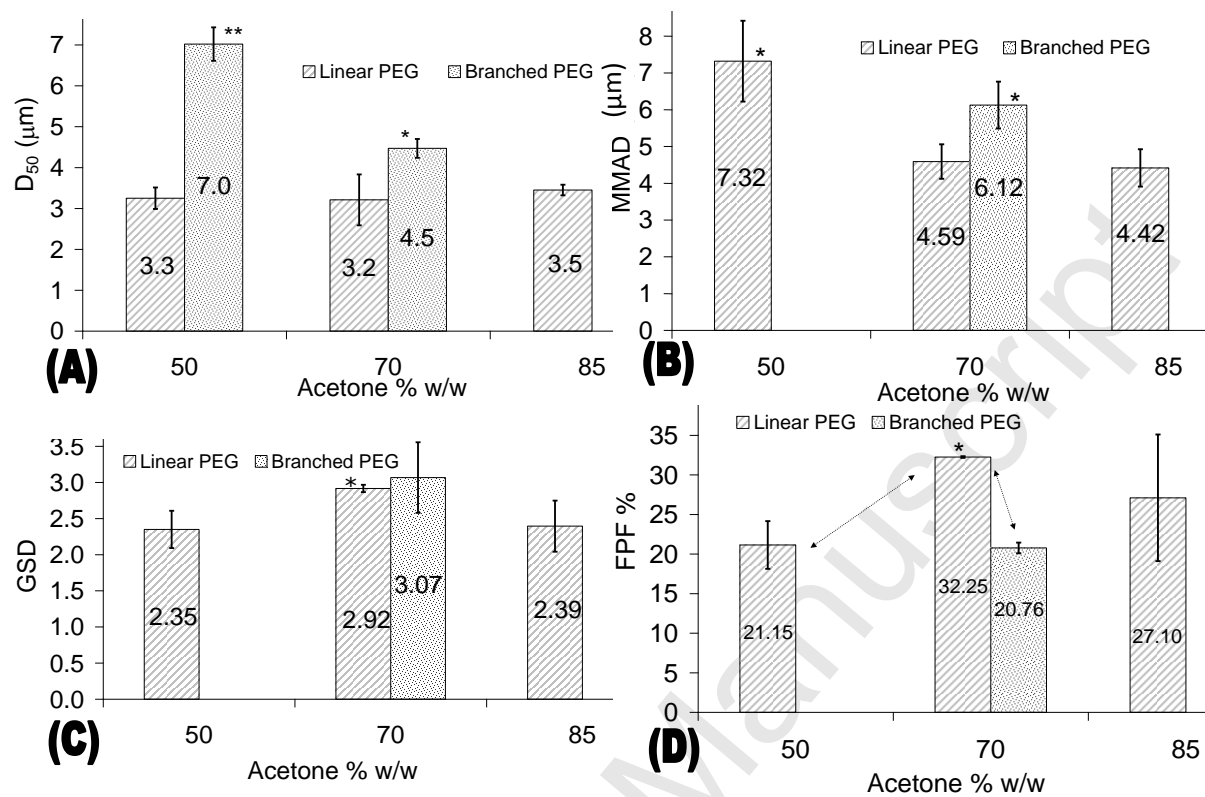 7
6
5
4
3
2
1
0
D50 (µm)
**
Linear PEG Branched PEG
*
3.3
7.0
3.2
4.5
3.5
(A)
50 70 85
Acetone % w/w
8
7
6
5
4
3
2
1
0
MMAD (µm)
Linear PEG Branched PEG
*
*
7.32
4.59
6.12
4.42
(B)
50 70 85
Acetone % w/w
3.5
3.0
2.5
2.0
1.5
1.0
0.5
0.0
GSD
Linear PEG Branched PEG
*
2.35
2.92
3.07
2.39
(C)
50 70 85
Acetone % w/w
35
30
25
20
15
10
5
0
FPF %
Linear PEG Branched PEG
*
21.15
32.25
20.76
27.10
(D)
50 70 85
Acetone % w/w
Manuscript